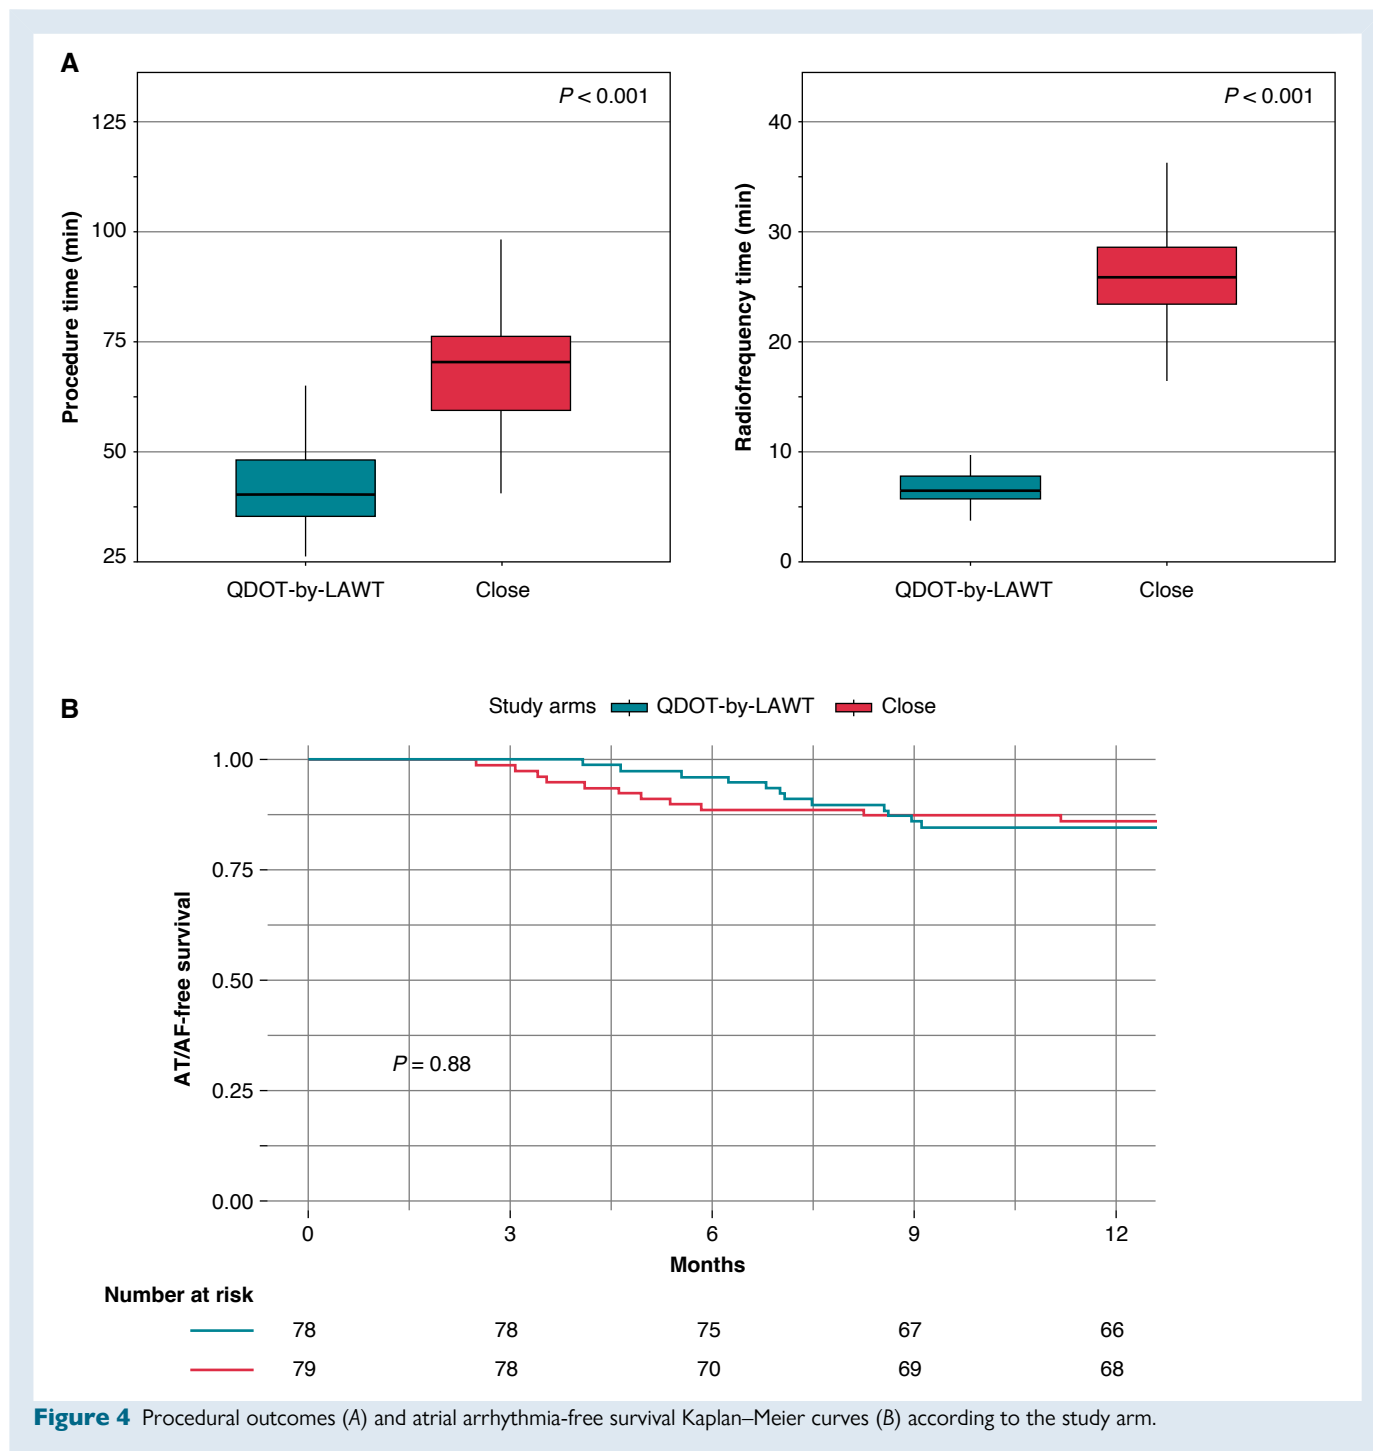 A
P < 0.001
125
100
75
50
25
Procedure time (min)
QDOT-by-LAWT Close
P < 0.001
40
30
20
10
0
Radiofrequency time (min)
QDOT-by-LAWT Close
B
Study arms QDOT-by-LAWT Close
1.00
0.75
0.50
0.25
0.00
AT/AF-free survival
P = 0.88
0 3 6 9 12
Months
Number at risk
78 78 75 67 66
79 78 70 69 68
Figure 4 Procedural outcomes (A) and atrial arrhythmia-free survival Kaplan–Meier curves (B) according to the study arm.